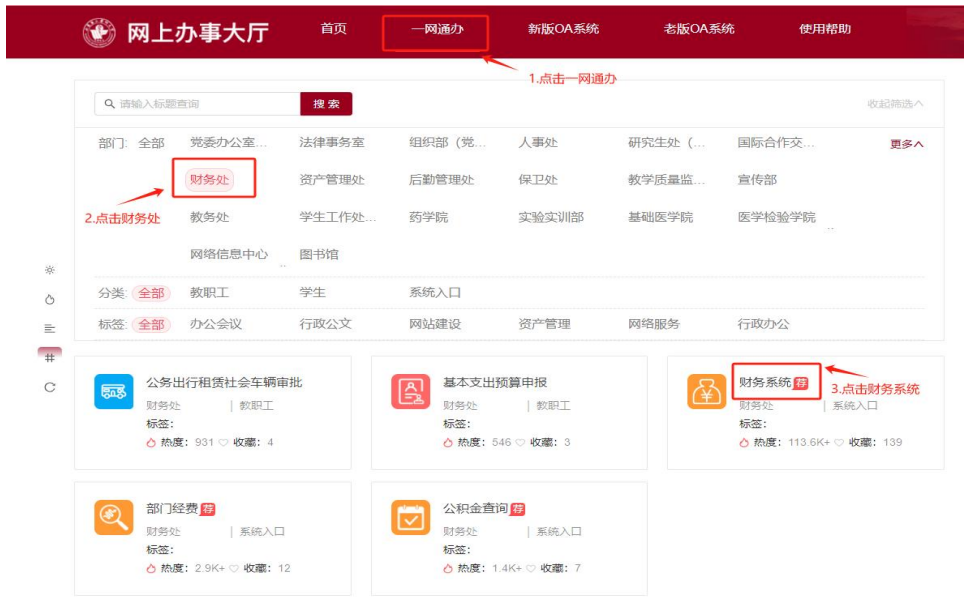 网上办事大厅 首页 一网通办 新版OA系统 老版OA系统 使用帮助
1.点击一网通办
请输入标题查询 搜索 收起筛选
部门: 全部 党委办公室... 法律事务室 组织部（党... 人事处 研究生处（... 国际合作交... 更多
财务处 资产管理处 后勤管理处 保卫处 教学质量监... 宣传部
2.点击财务处 教务处 学生工作处... 药学院 实验实训部 基础医学院 医学检验学院
网络信息中心 图书馆
分类: 全部 教职工 学生 系统入口
标签: 全部 办公会议 行政公文 网站建设 资产管理 网络服务 行政办公
公务出行租赁社会车辆审批
财务处 | 教职工
标签:
热度: 931 收藏: 4
基本支出预算申报
财务处 | 教职工
标签:
热度: 546 收藏: 3
财务系统 荐
3.点击财务系统
财务处 | 系统入口
标签:
热度: 113.6K+ 收藏: 139
部门经费 荐
财务处 | 系统入口
标签:
热度: 2.9K+ 收藏: 12
公积金查询 荐
财务处 | 系统入口
标签:
热度: 1.4K+ 收藏: 7